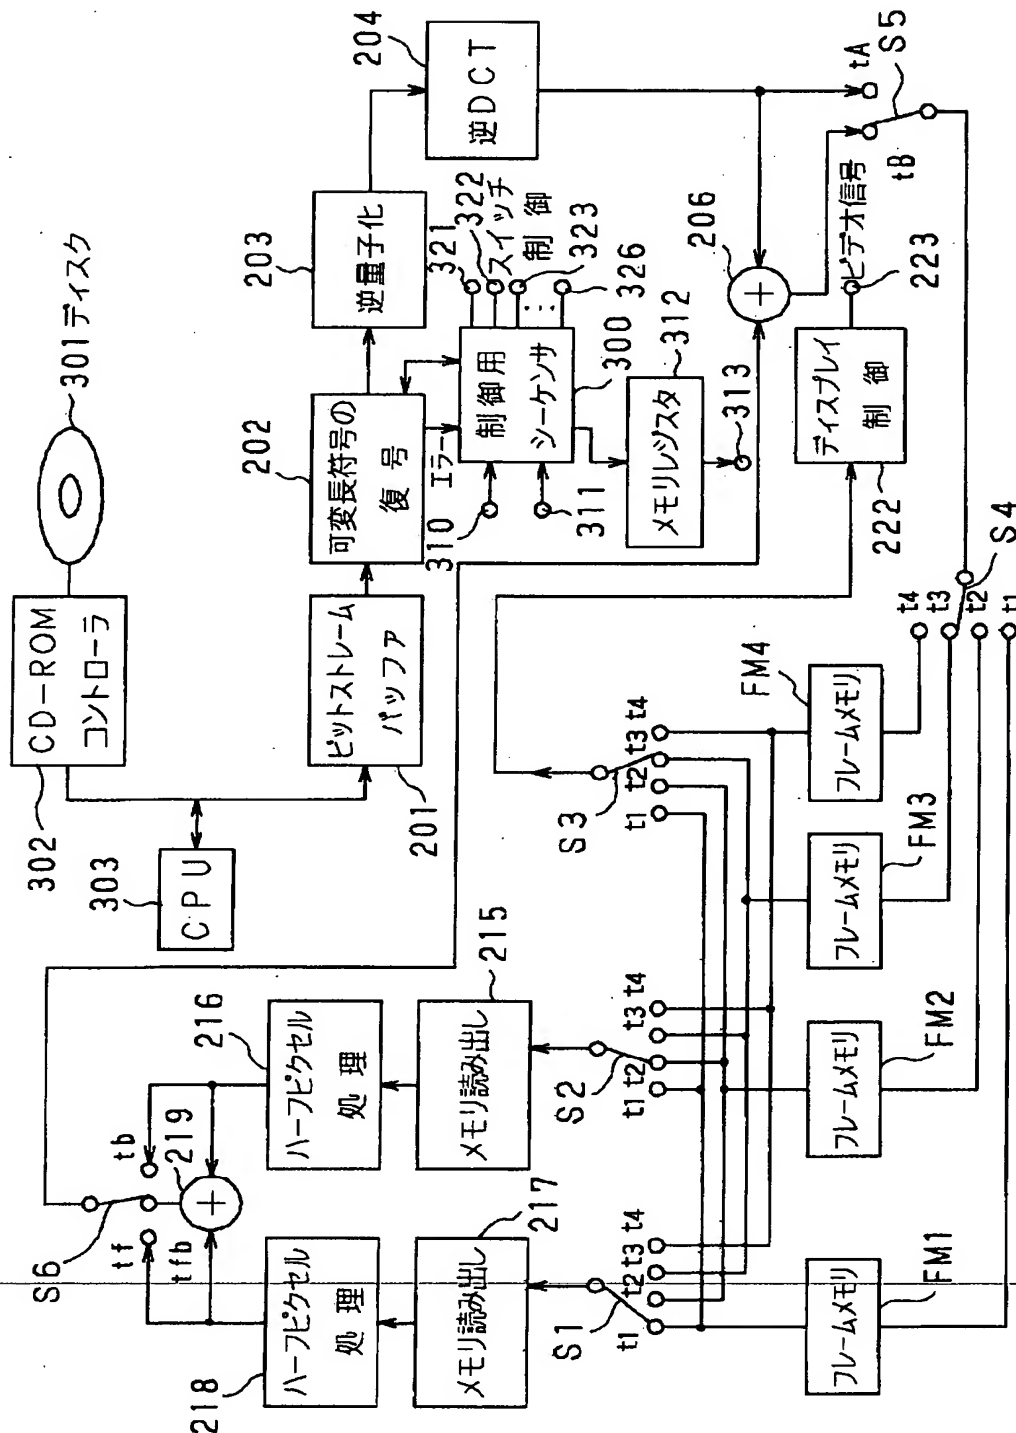 301ディスク
CD−ROM
コントローラ
302
303
CPU
ビットストリーム
バッファ
201
202
可変長符号の
復号
エラー
203
逆量子化
204
逆DCT
310
311
制御用
シーケンサ
300
321
322
スイッチ
制御
323
326
メモリレジスタ
312
313
206
+
tA
tB
S5
ディスプレイ
制御
222
ビデオ信号
223
S6
tf
tb
tfb
219
+
218
ハーフピクセル
処理
216
ハーフピクセル
処理
217
メモリ読み出し
215
メモリ読み出し
S1
t1
t2
t3
t4
S2
t1
t2
t3
t4
S3
t1
t2
t3
t4
S4
t4
t3
t2
t1
フレームメモリ
FM1
フレームメモリ
FM2
フレームメモリ
FM3
フレームメモリ
FM4